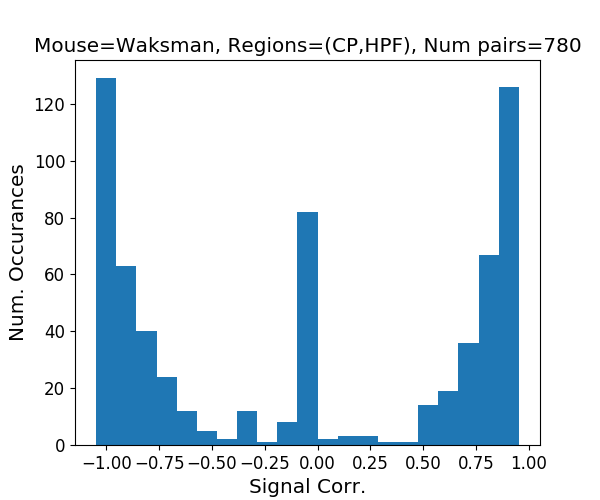 Mouse=Waksman, Regions=(CP,HPF), Num pairs=780
120
100
80
60
40
20
0
Num. Occurances
−1.00 −0.75 −0.50 −0.25 0.00 0.25 0.50 0.75 1.00
Signal Corr.